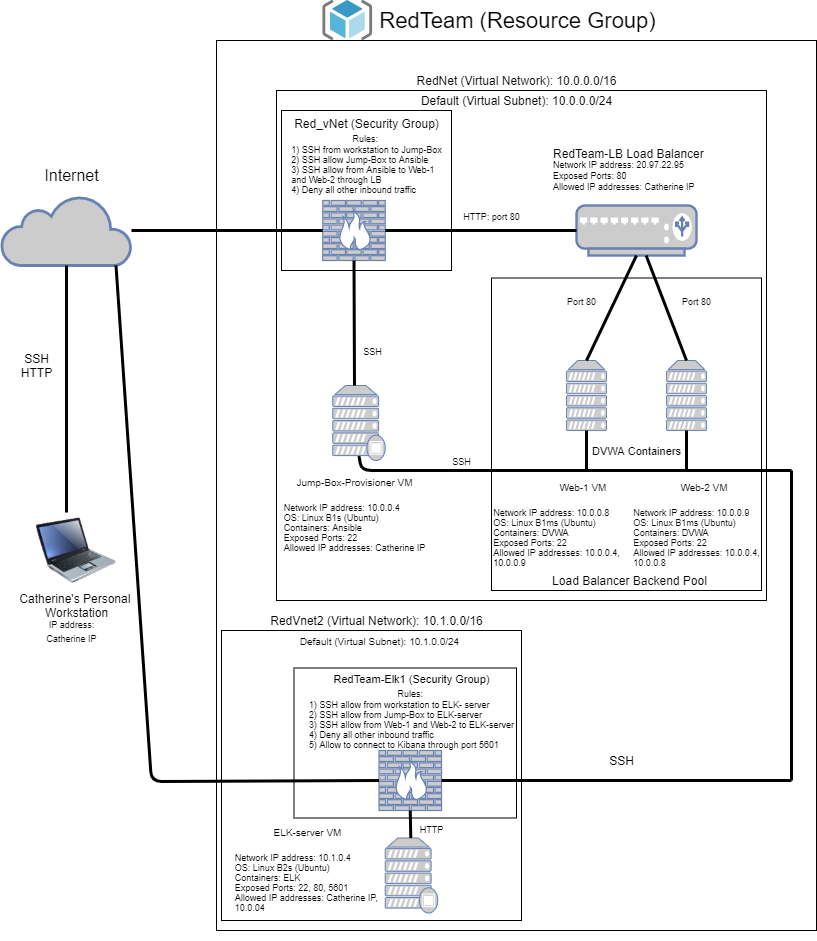 RedTeam (Resource Group)
RedNet (Virtual Network): 10.0.0.0/16
Default (Virtual Subnet): 10.0.0.0/24
Red_vNet (Security Group)
Rules:
1) SSH from workstation to Jump-Box
2) SSH allow Jump-Box to Ansible
3) SSH allow from Ansible to Web-1
and Web-2 through LB
4) Deny all other inbound traffic
RedTeam-LB Load Balancer
Network IP address: 20.97.22.95
Exposed Ports: 80
Allowed IP addresses: Catherine IP
Internet
HTTP: port 80
Port 80
Port 80
SSH
HTTP
SSH
DVWA Containers
SSH
Jump-Box-Provisioner VM
Network IP address: 10.0.0.4
OS: Linux B1s (Ubuntu)
Containers: Ansible
Exposed Ports: 22
Allowed IP addresses: Catherine IP
Web-1 VM
Network IP address: 10.0.0.8
OS: Linux B1ms (Ubuntu)
Containers: DVWA
Exposed Ports: 22
Allowed IP addresses: 10.0.0.4,
10.0.0.9
Web-2 VM
Network IP address: 10.0.0.9
OS: Linux B1ms (Ubuntu)
Containers: DVWA
Exposed Ports: 22
Allowed IP addresses: 10.0.0.4,
10.0.0.8
Load Balancer Backend Pool
Catherine's Personal
Workstation
IP address:
Catherine IP
RedVnet2 (Virtual Network): 10.1.0.0/16
Default (Virtual Subnet): 10.1.0.0/24
RedTeam-Elk1 (Security Group)
Rules:
1) SSH allow from workstation to ELK- server
2) SSH allow from Jump-Box to ELK-server
3) SSH allow from Web-1 and Web-2 to ELK-server
4) Deny all other inbound traffic
5) Allow to connect to Kibana through port 5601
SSH
HTTP
ELK-server VM
Network IP address: 10.1.0.4
OS: Linux B2s (Ubuntu)
Containers: ELK
Exposed Ports: 22, 80, 5601
Allowed IP addresses: Catherine IP,
10.0.04